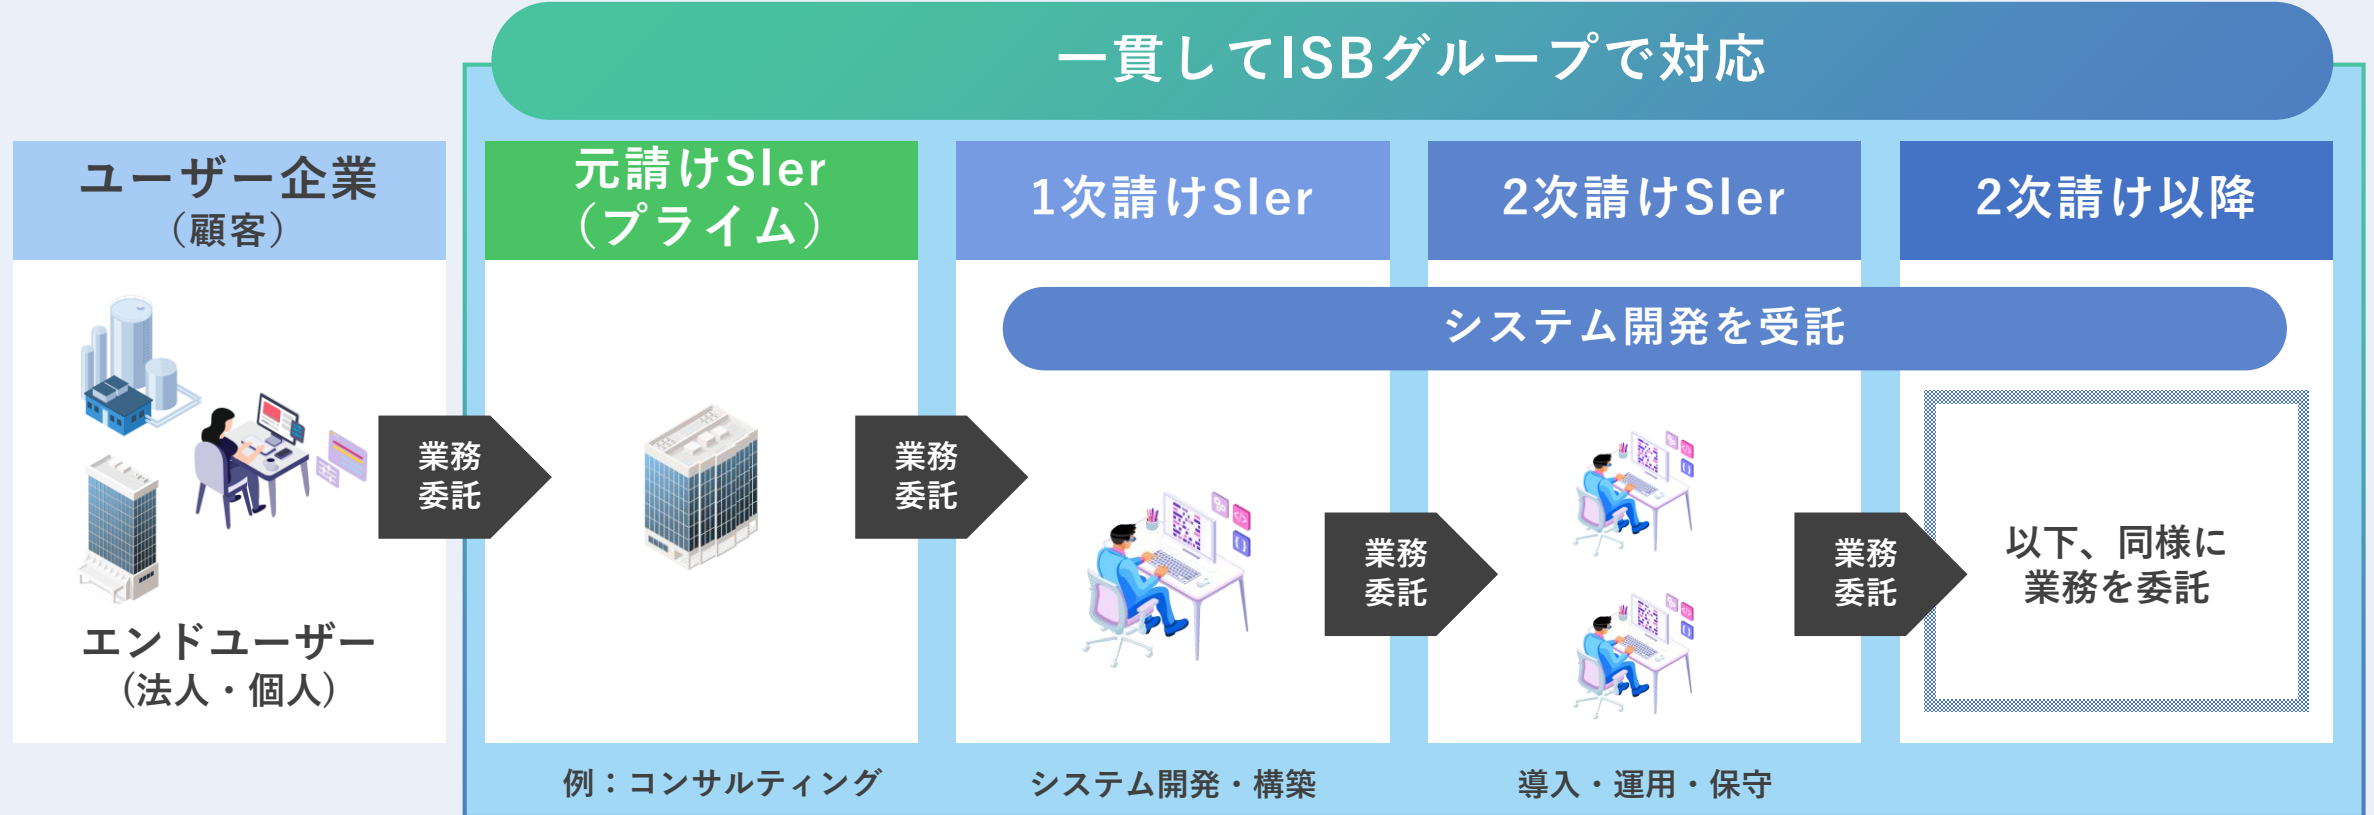 一貫してISBグループで対応
ユーザー企業
（顧客）
元請けSIer
（プライム）
1次請けSIer
2次請けSIer
2次請け以降
システム開発を受託
業務
委託
業務
委託
業務
委託
業務
委託
以下、同様に
業務を委託
エンドユーザー
（法人・個人）
例：コンサルティング
システム開発・構築
導入・運用・保守